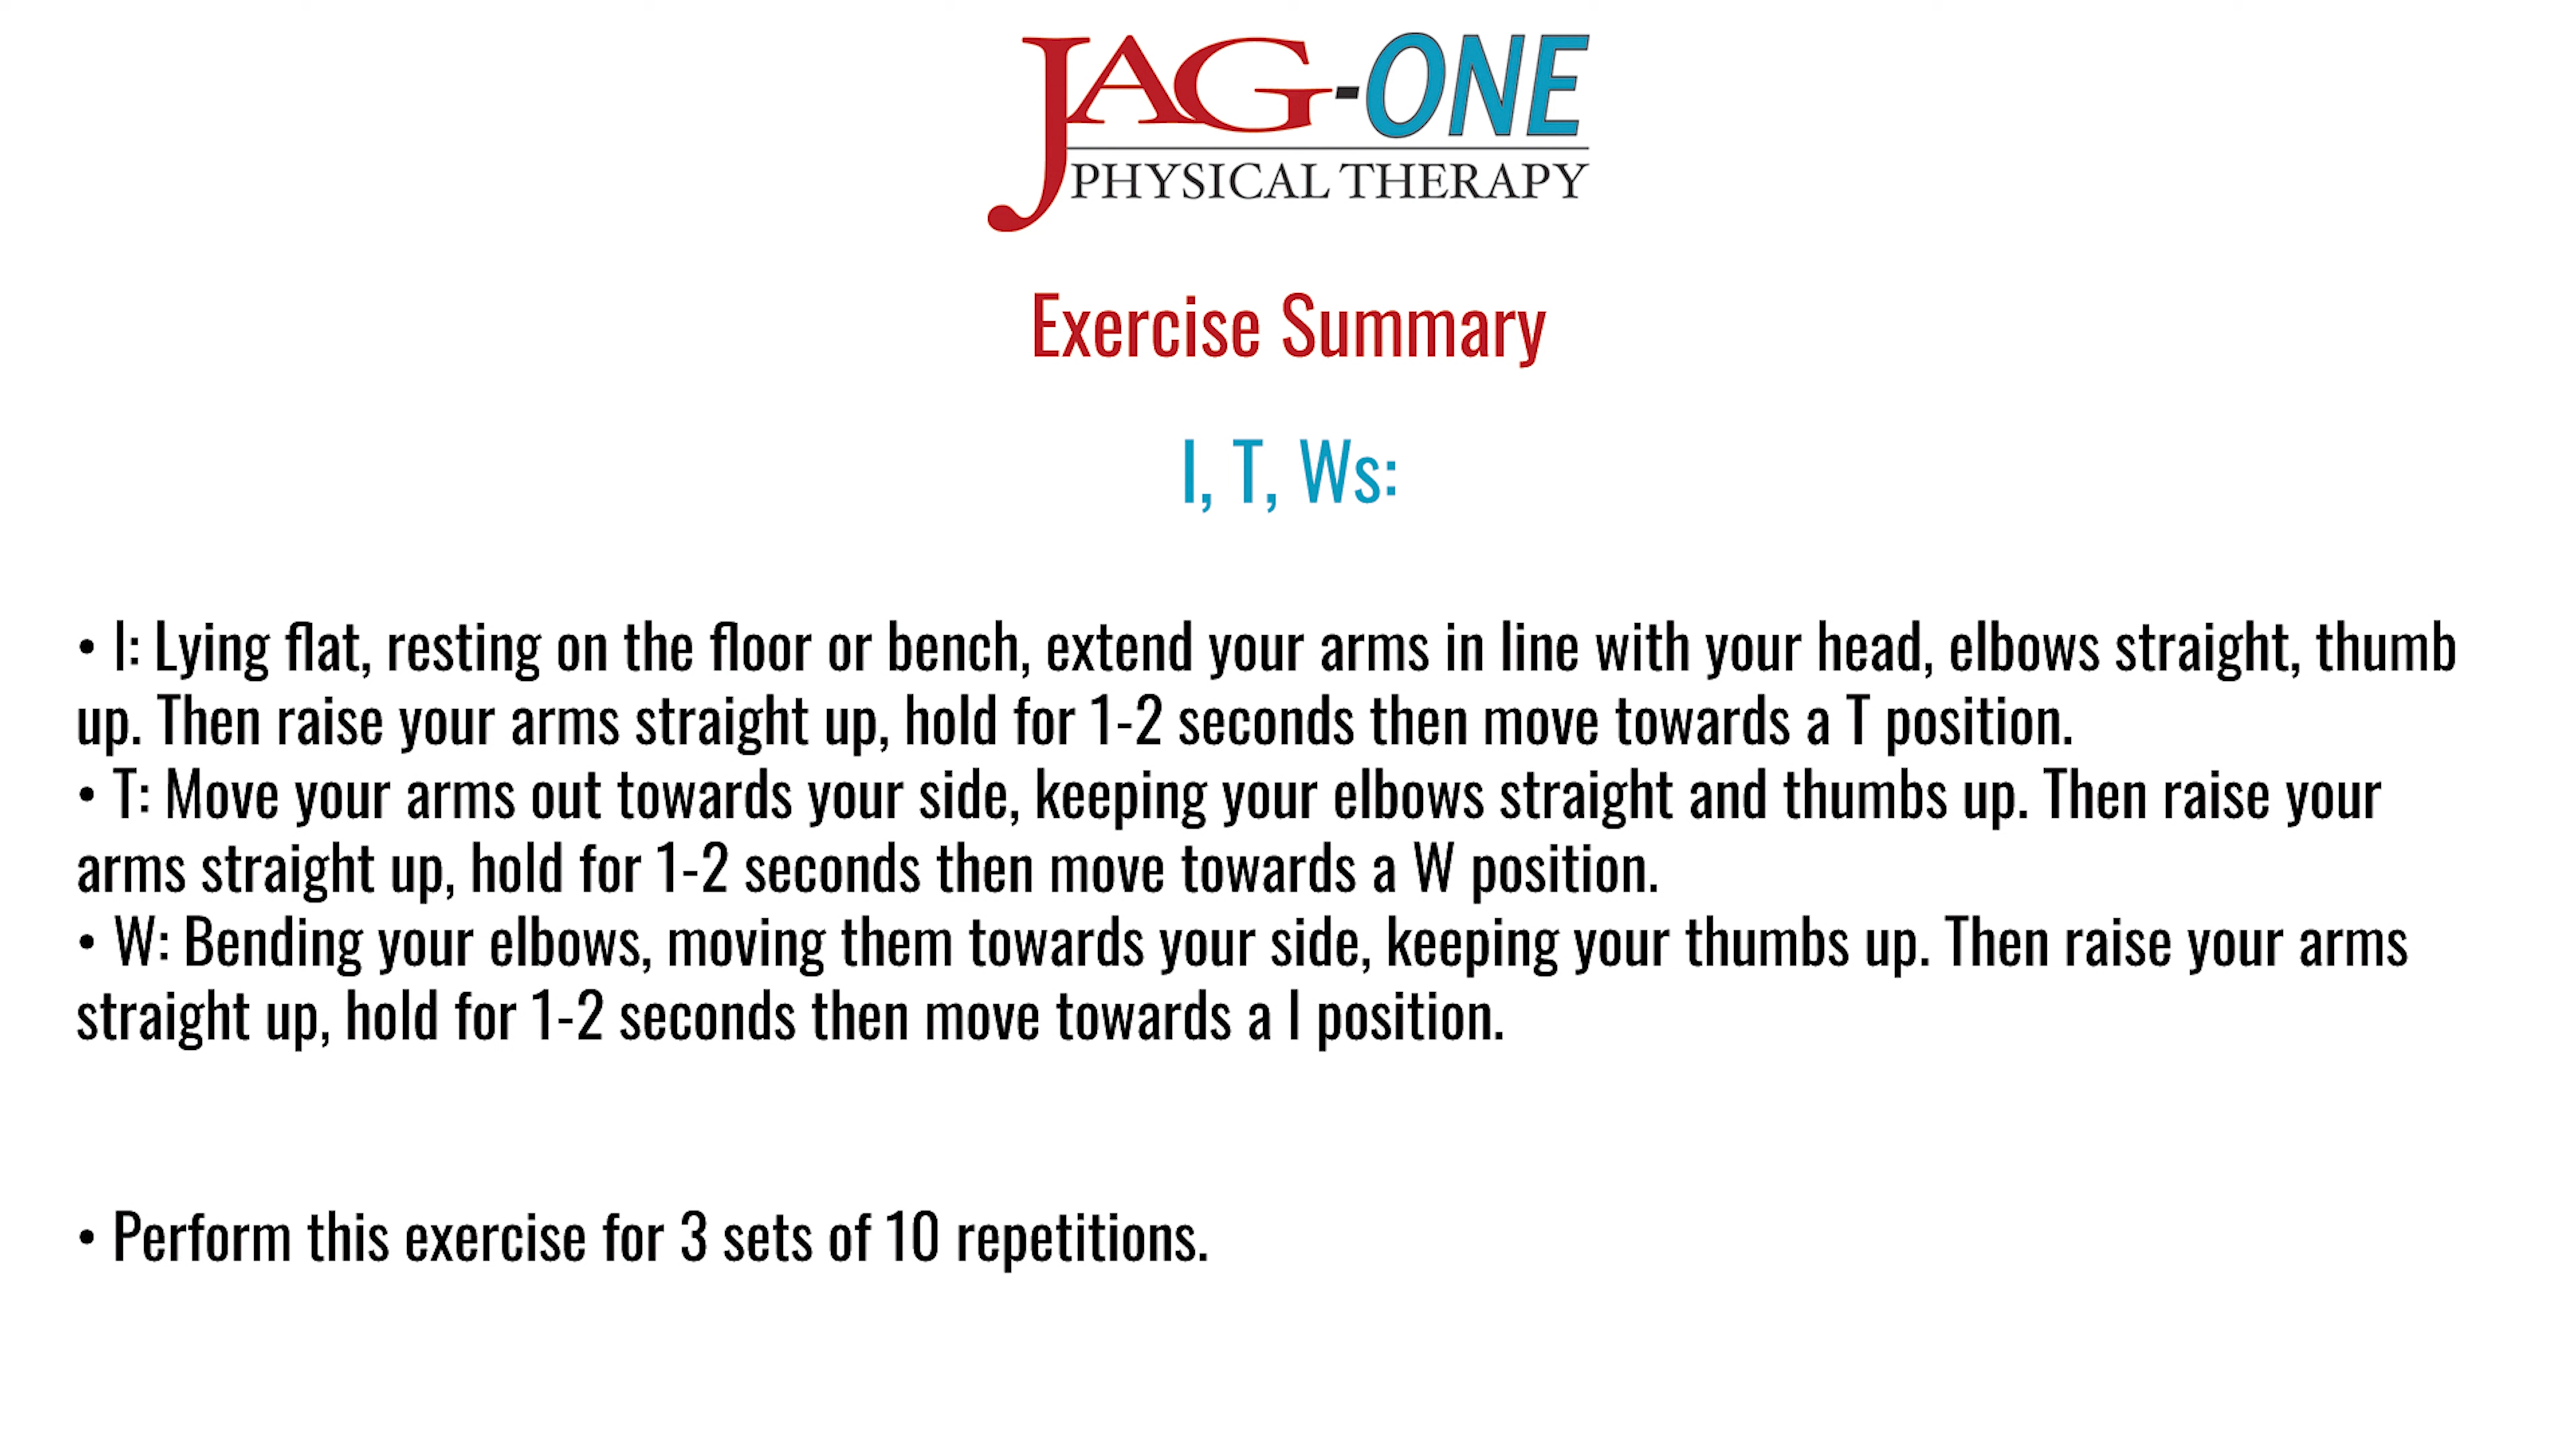 JAG-ONE
PHYSICAL THERAPY
Exercise Summary
I, T, Ws:
• I: Lying flat, resting on the floor or bench, extend your arms in line with your head, elbows straight, thumb
up. Then raise your arms straight up, hold for 1-2 seconds then move towards a T position.
• T: Move your arms out towards your side, keeping your elbows straight and thumbs up. Then raise your
arms straight up, hold for 1-2 seconds then move towards a W position.
• W: Bending your elbows, moving them towards your side, keeping your thumbs up. Then raise your arms
straight up, hold for 1-2 seconds then move towards a I position.
• Perform this exercise for 3 sets of 10 repetitions.